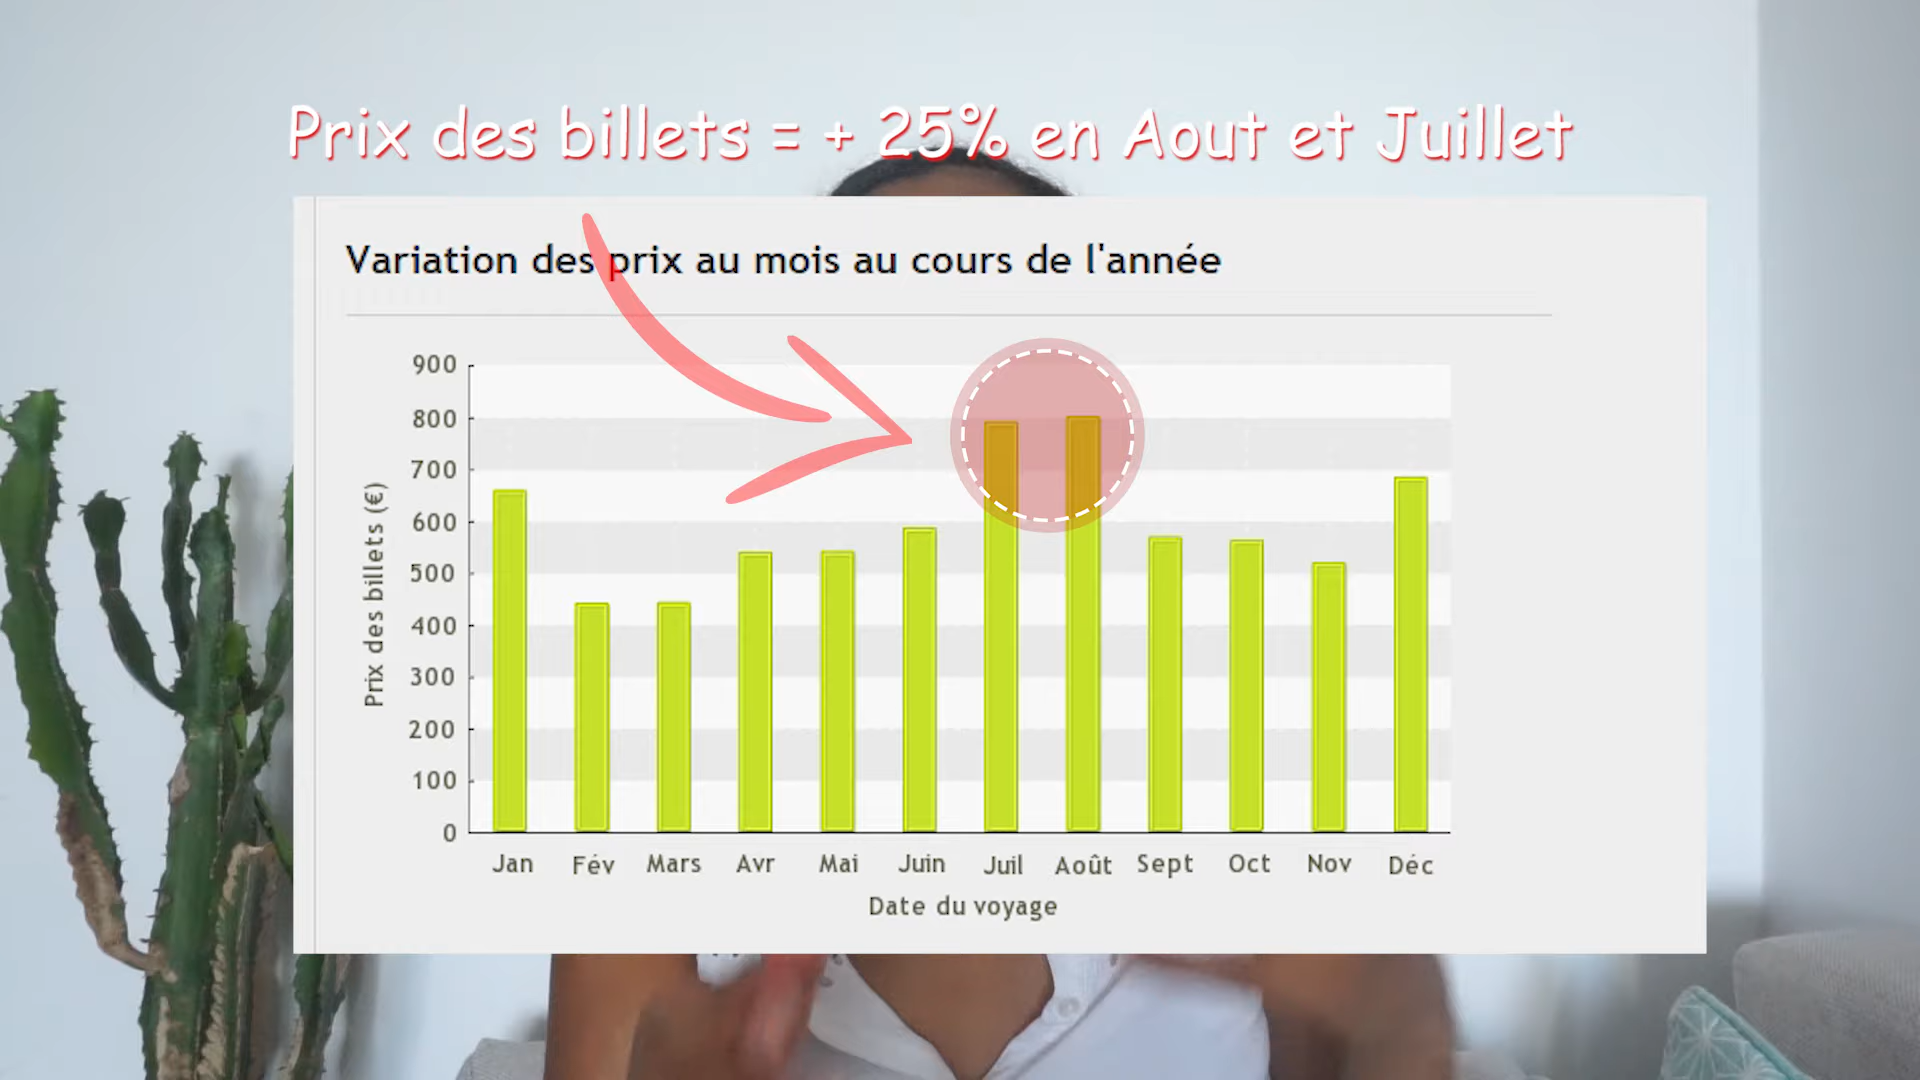 Prix des billets = + 25% en Aout et Juillet
Variation des prix au mois au cours de l'année
Prix des billets (€)
900
800
700
600
500
400
300
200
100
0
Jan Fév Mars Avr Mai Juin Juil Août Sept Oct Nov Déc
Date du voyage